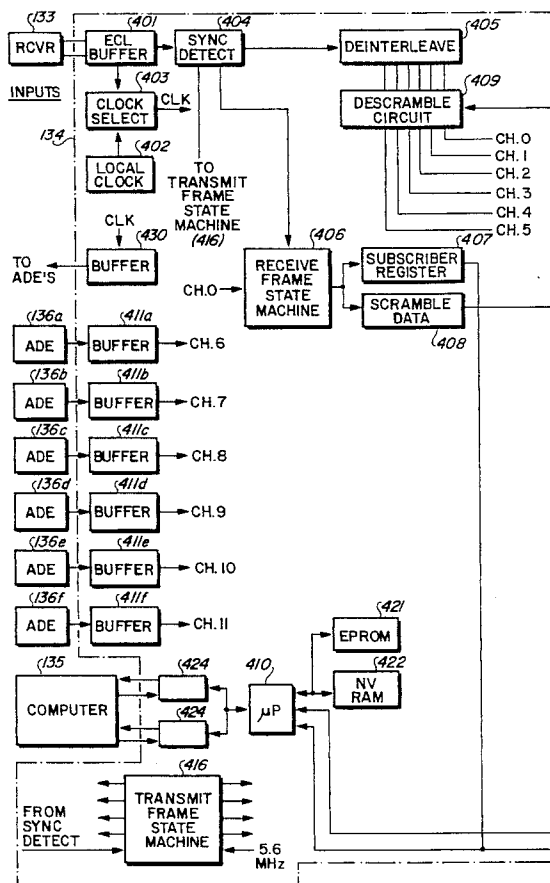 133
RCVR
INPUTS
134
401
ECL
BUFFER
403
CLOCK
SELECT
CLK
402
LOCAL
CLOCK
404
SYNC
DETECT
TO
TRANSMIT
FRAME
STATE
MACHINE
(416)
405
DEINTERLEAVE
409
DESCRAMBLE
CIRCUIT
CH.0
CH.1
CH.2
CH.3
CH.4
CH.5
CLK
430
BUFFER
TO
ADE'S
406
RECEIVE
FRAME
STATE
MACHINE
CH.0
407
SUBSCRIBER
REGISTER
SCRAMBLE
DATA
408
136a
ADE
411a
BUFFER
CH.6
136b
ADE
411b
BUFFER
CH.7
136c
ADE
411c
BUFFER
CH.8
136d
ADE
411d
BUFFER
CH.9
136e
ADE
411e
BUFFER
CH.10
136f
ADE
411f
BUFFER
CH.11
135
COMPUTER
424
424
410
μP
421
EPROM
422
NV
RAM
416
TRANSMIT
FRAME
STATE
MACHINE
FROM
SYNC
DETECT
5.6
MHz